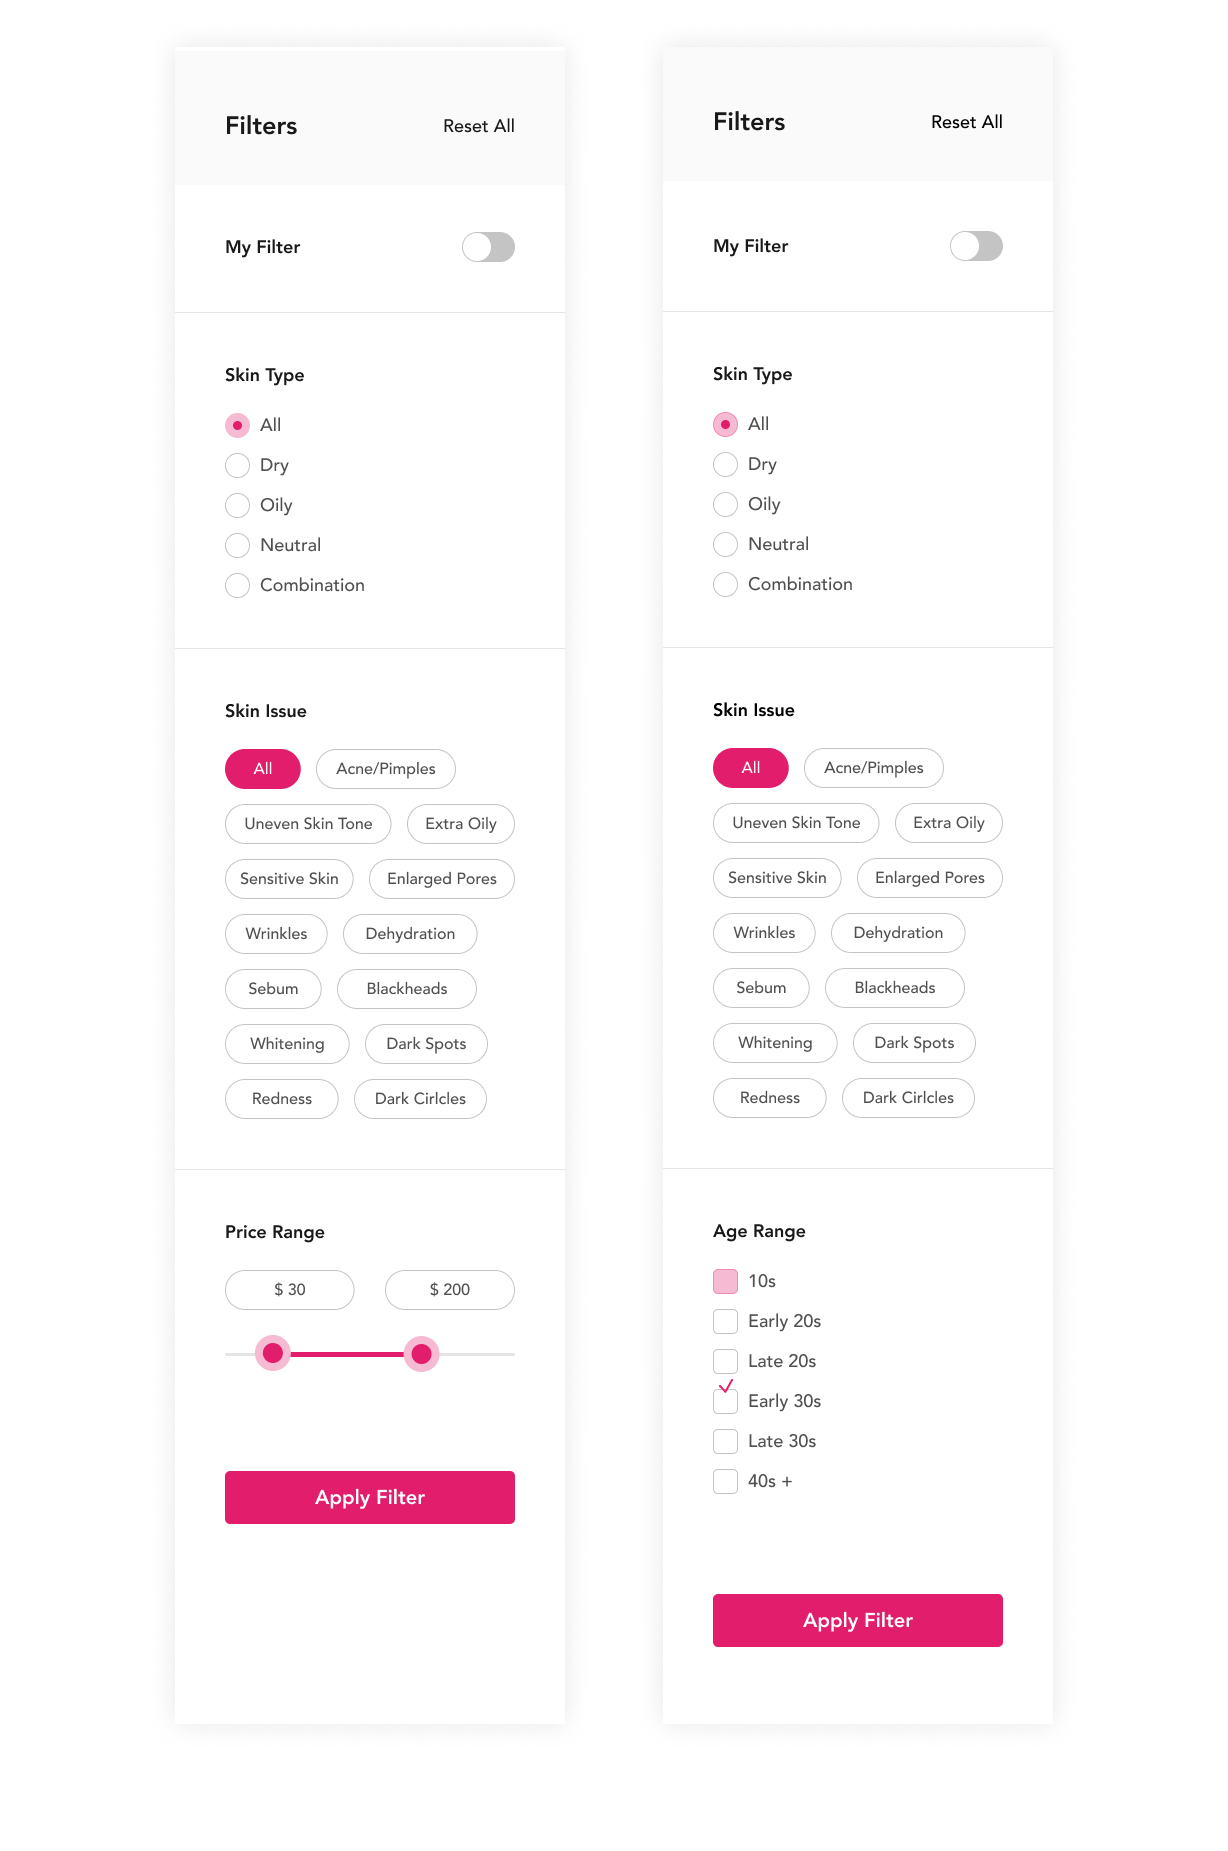 Filters
Reset All
My Filter
Skin Type
All
Dry
Oily
Neutral
Combination
Skin Issue
All
Acne/Pimples
Uneven Skin Tone
Extra Oily
Sensitive Skin
Enlarged Pores
Wrinkles
Dehydration
Sebum
Blackheads
Whitening
Dark Spots
Redness
Dark Cirlcles
Price Range
$ 30
$ 200
Apply Filter
Filters
Reset All
My Filter
Skin Type
All
Dry
Oily
Neutral
Combination
Skin Issue
All
Acne/Pimples
Uneven Skin Tone
Extra Oily
Sensitive Skin
Enlarged Pores
Wrinkles
Dehydration
Sebum
Blackheads
Whitening
Dark Spots
Redness
Dark Cirlcles
Age Range
10s
Early 20s
Late 20s
Early 30s
Late 30s
40s +
Apply Filter